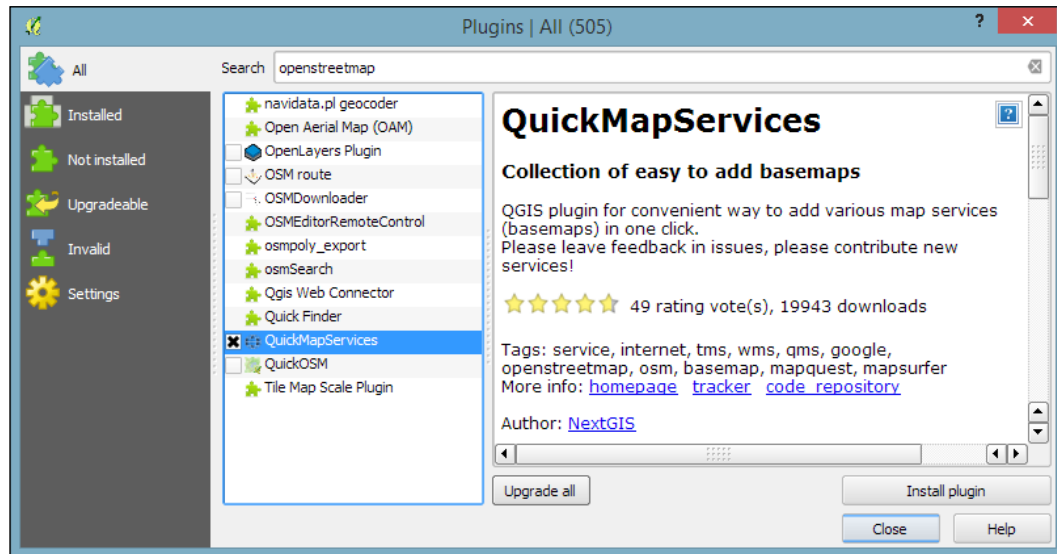 Plugins | All (505)
?
×
All
Installed
Not installed
Upgradeable
Invalid
Settings
Search openstreetmap
navidata.pl geocoder
Open Aerial Map (OAM)
OpenLayers Plugin
OSM route
OSMDownloader
OSMEditorRemoteControl
osmpoly_export
osmSearch
Qgis Web Connector
Quick Finder
QuickMapServices
QuickOSM
Tile Map Scale Plugin
QuickMapServices
?
Collection of easy to add basemaps
QGIS plugin for convenient way to add various map services
(basemaps) in one click.
Please leave feedback in issues, please contribute new
services!
49 rating vote(s), 19943 downloads
Tags: service, internet, tms, wms, qms, google,
openstreetmap, osm, basemap, mapquest, mapsurfer
More info: homepage tracker code_repository
Author: NextGIS
Upgrade all
Install plugin
Close
Help